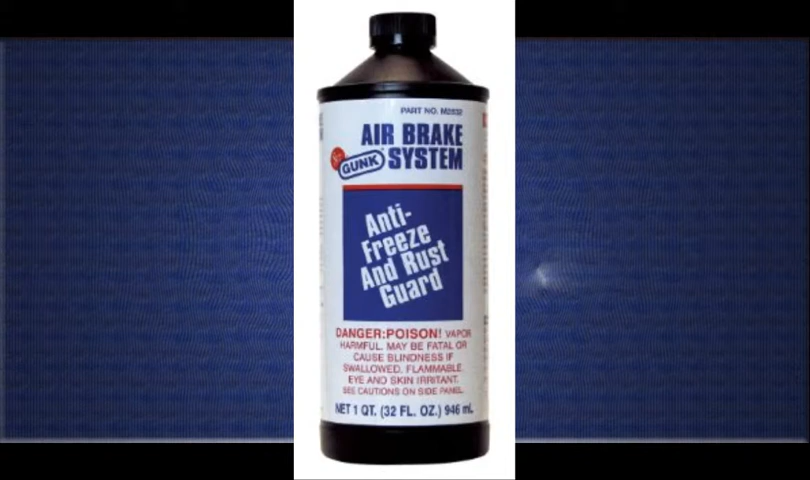 PART NO. M2832
AIR BRAKE
GUNK SYSTEM
Anti-
Freeze
And Rust
Guard
DANGER:POISON! VAPOR
HARMFUL. MAY BE FATAL OR
CAUSE BLINDNESS IF
SWALLOWED. FLAMMABLE.
EYE AND SKIN IRRITANT.
SEE CAUTIONS ON SIDE PANEL.
NET 1 QT. (32 FL. OZ.) 946 mL